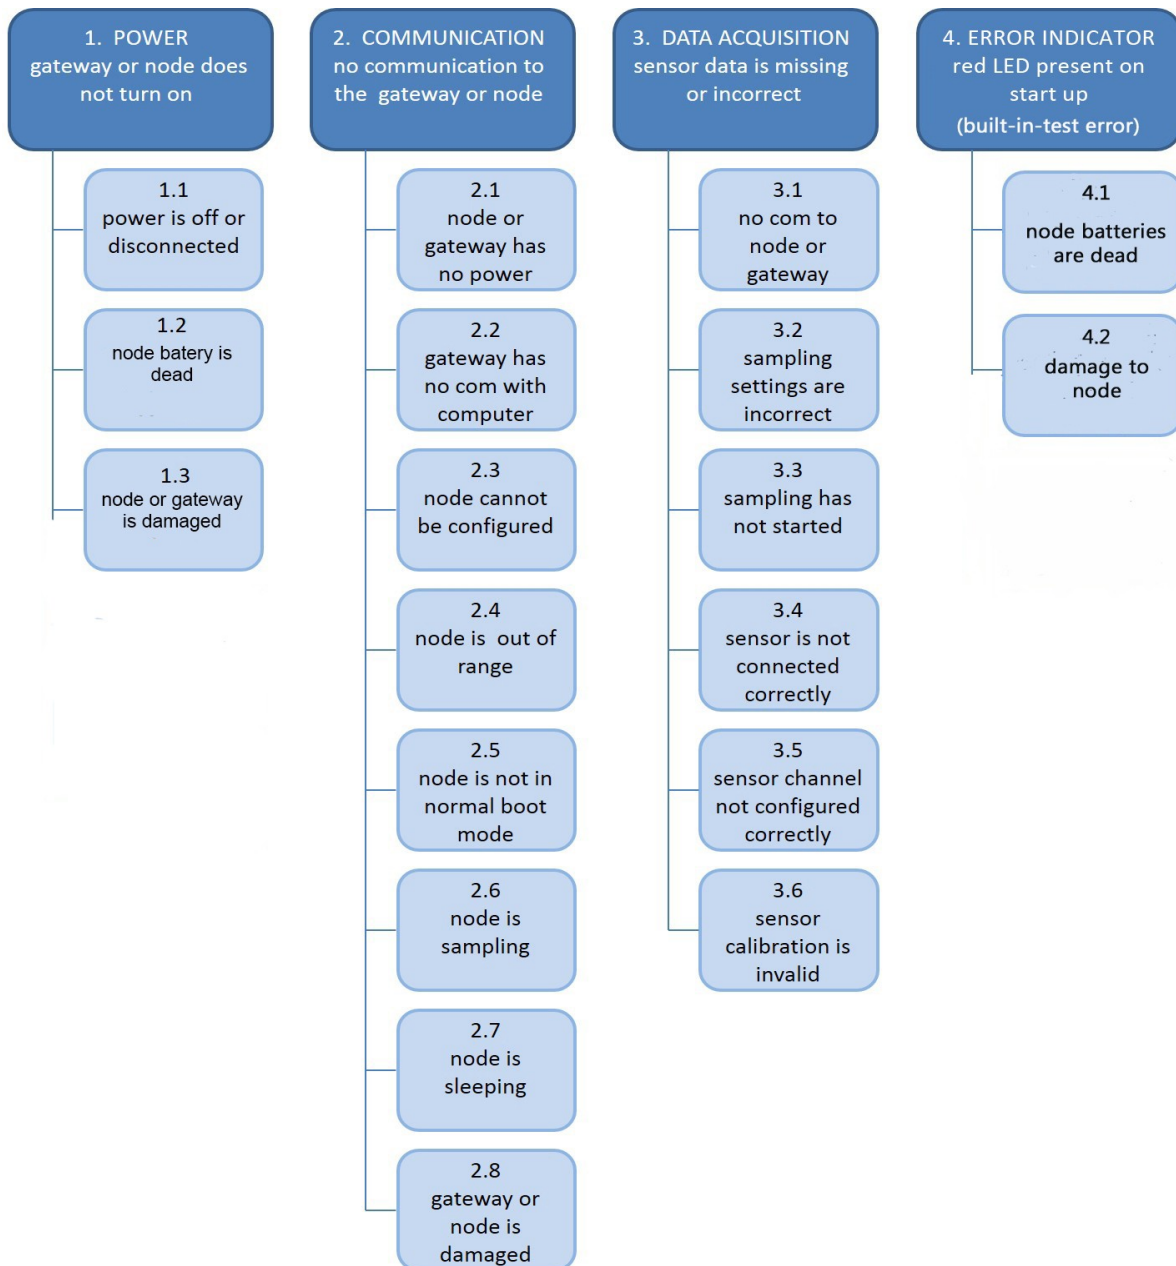 1. POWER
gateway or node does
not turn on
1.1
power is off or
disconnected
1.2
node batery is
dead
1.3
node or gateway
is damaged
2. COMMUNICATION
no communication to
the gateway or node
2.1
node or
gateway has
no power
2.2
gateway has
no com with
computer
2.3
node cannot
be configured
2.4
node is out of
range
2.5
node is not in
normal boot
mode
2.6
node is
sampling
2.7
node is
sleeping
2.8
gateway or
node is
damaged
3. DATA ACQUISITION
sensor data is missing
or incorrect
3.1
no com to
node or
gateway
3.2
sampling
settings are
incorrect
3.3
sampling has
not started
3.4
sensor is not
connected
correctly
3.5
sensor channel
not configured
correctly
3.6
sensor
calibration is
invalid
4. ERROR INDICATOR
red LED present on
start up
(built-in-test error)
4.1
node batteries
are dead
4.2
damage to
node